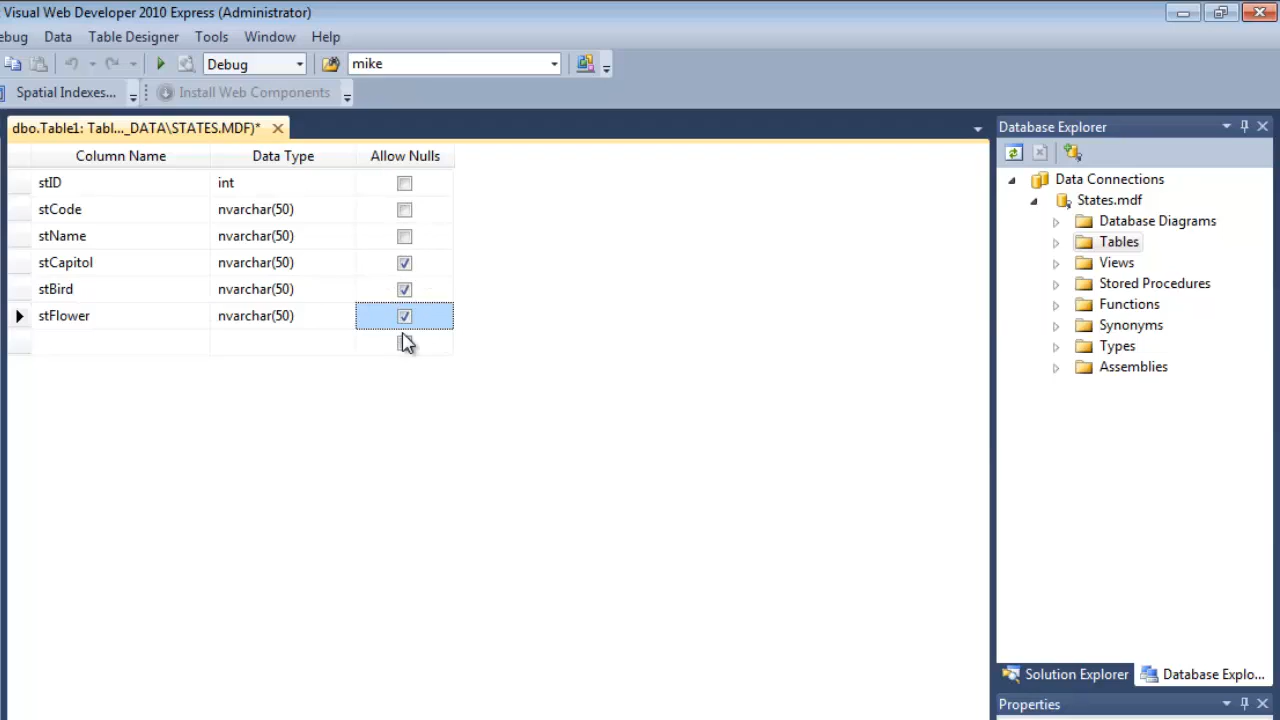 Visual Web Developer 2010 Express (Administrator)
ebug Data Table Designer Tools Window Help
Debug mike
Spatial Indexes... Install Web Components
dbo.Table1: Tabl..._DATA\STATES.MDF)*
Column Name Data Type Allow Nulls
stID int
stCode nvarchar(50)
stName nvarchar(50)
stCapitol nvarchar(50)
stBird nvarchar(50)
stFlower nvarchar(50)
Database Explorer
Data Connections
States.mdf
Database Diagrams
Tables
Views
Stored Procedures
Functions
Synonyms
Types
Assemblies
Solution Explorer Database Explo...
Properties